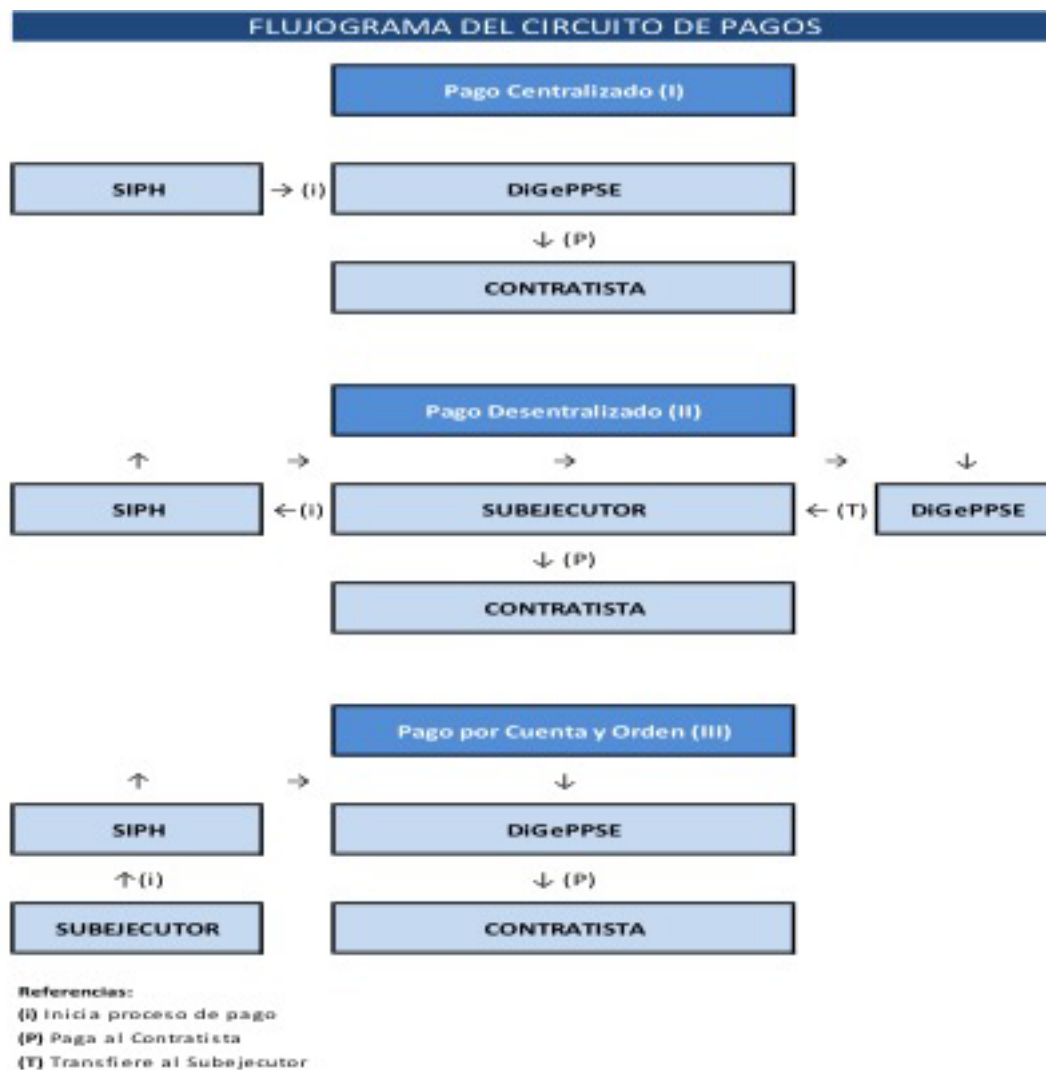 FLUJOGRAMA DEL CIRCUITO DE PAGOS
Pago Centralizado (I)
SIPH → (i) DiGePPSE
↓ (P)
CONTRATISTA
Pago Desentralizado (II)
↑ → → → ↓
SIPH ← (i) SUBEJECUTOR ← (T) DiGePPSE
↓ (P)
CONTRATISTA
Pago por Cuenta y Orden (III)
↑ → ↓
SIPH DiGePPSE
↑ (i) ↓ (P)
SUBEJECUTOR CONTRATISTA
Referencias:
(i) Inicia proceso de pago
(P) Paga al Contratista
(T) Transfiere al Subejecutor